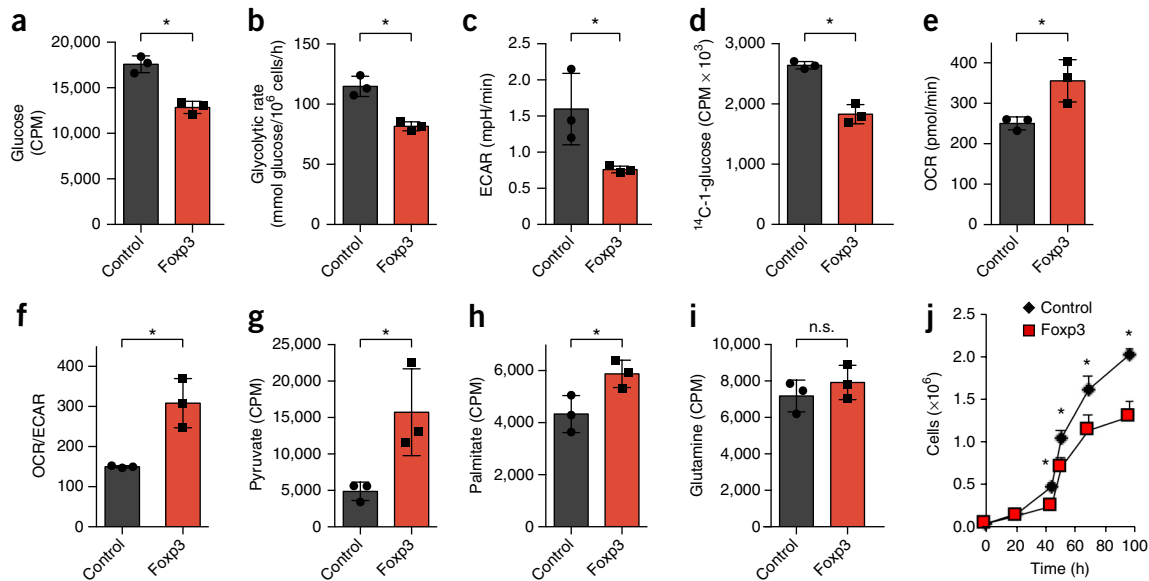 a
*
Glucose
(CPM)
20,000
15,000
10,000
5,000
0
Control
Foxp3
b
*
Glycolytic rate
(mmol glucose/10⁶ cells/h)
150
100
50
0
Control
Foxp3
c
*
ECAR (mpH/min)
2.5
2.0
1.5
1.0
0.5
0
Control
Foxp3
d
*
¹⁴C-1-glucose (CPM × 10³)
3,000
2,000
1,000
0
Control
Foxp3
e
*
OCR (pmol/min)
400
300
200
100
0
Control
Foxp3
f
*
OCR/ECAR
400
300
200
100
0
Control
Foxp3
g
*
Pyruvate (CPM)
25,000
20,000
15,000
10,000
5,000
0
Control
Foxp3
h
*
Palmitate (CPM)
6,000
4,000
2,000
0
Control
Foxp3
i
n.s.
Glutamine (CPM)
10,000
8,000
6,000
4,000
2,000
0
Control
Foxp3
j
Control
Foxp3
Cells (×10⁶)
2.5
2.0
1.5
1.0
0.5
0.0
*
*
*
*
0
20
40
60
80
100
Time (h)